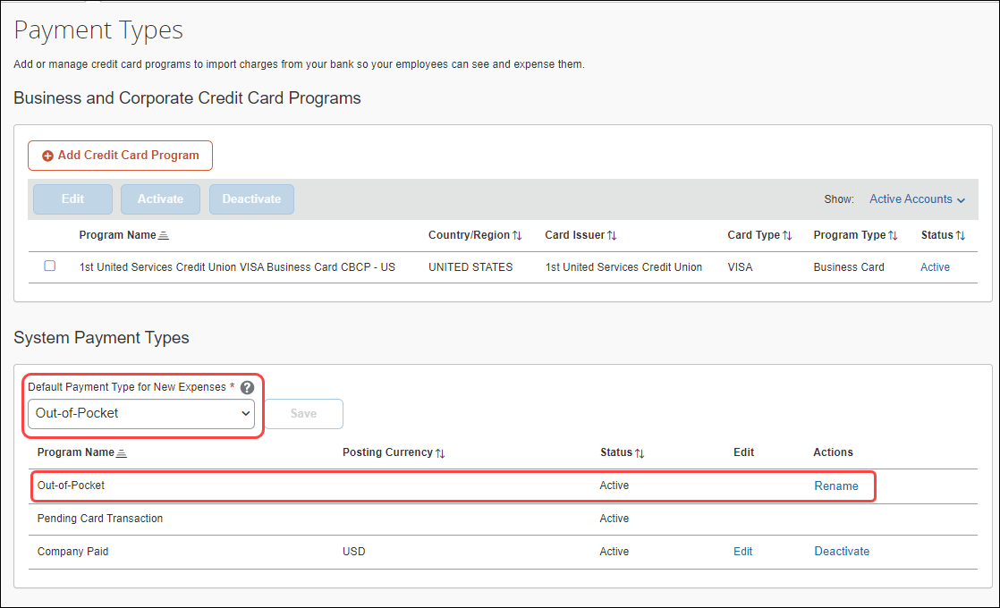 Payment Types
Add or manage credit card programs to import charges from your bank so your employees can see and expense them.
Business and Corporate Credit Card Programs
Add Credit Card Program
Edit Activate Deactivate Show: Active Accounts
Program Name Country/Region Card Issuer Card Type Program Type Status
1st United Services Credit Union VISA Business Card CBCP - US UNITED STATES 1st United Services Credit Union VISA Business Card Active
System Payment Types
Default Payment Type for New Expenses * ?
Out-of-Pocket Save
Program Name Posting Currency Status Edit Actions
Out-of-Pocket Active Rename
Pending Card Transaction Active
Company Paid USD Active Edit Deactivate